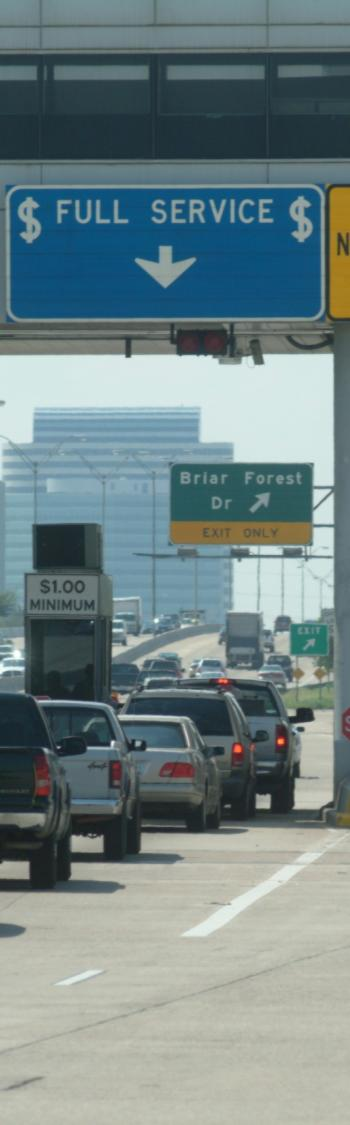 $ FULL SERVICE $
N
Briar Forest
Dr
EXIT ONLY
$1.00
MINIMUM
EXIT